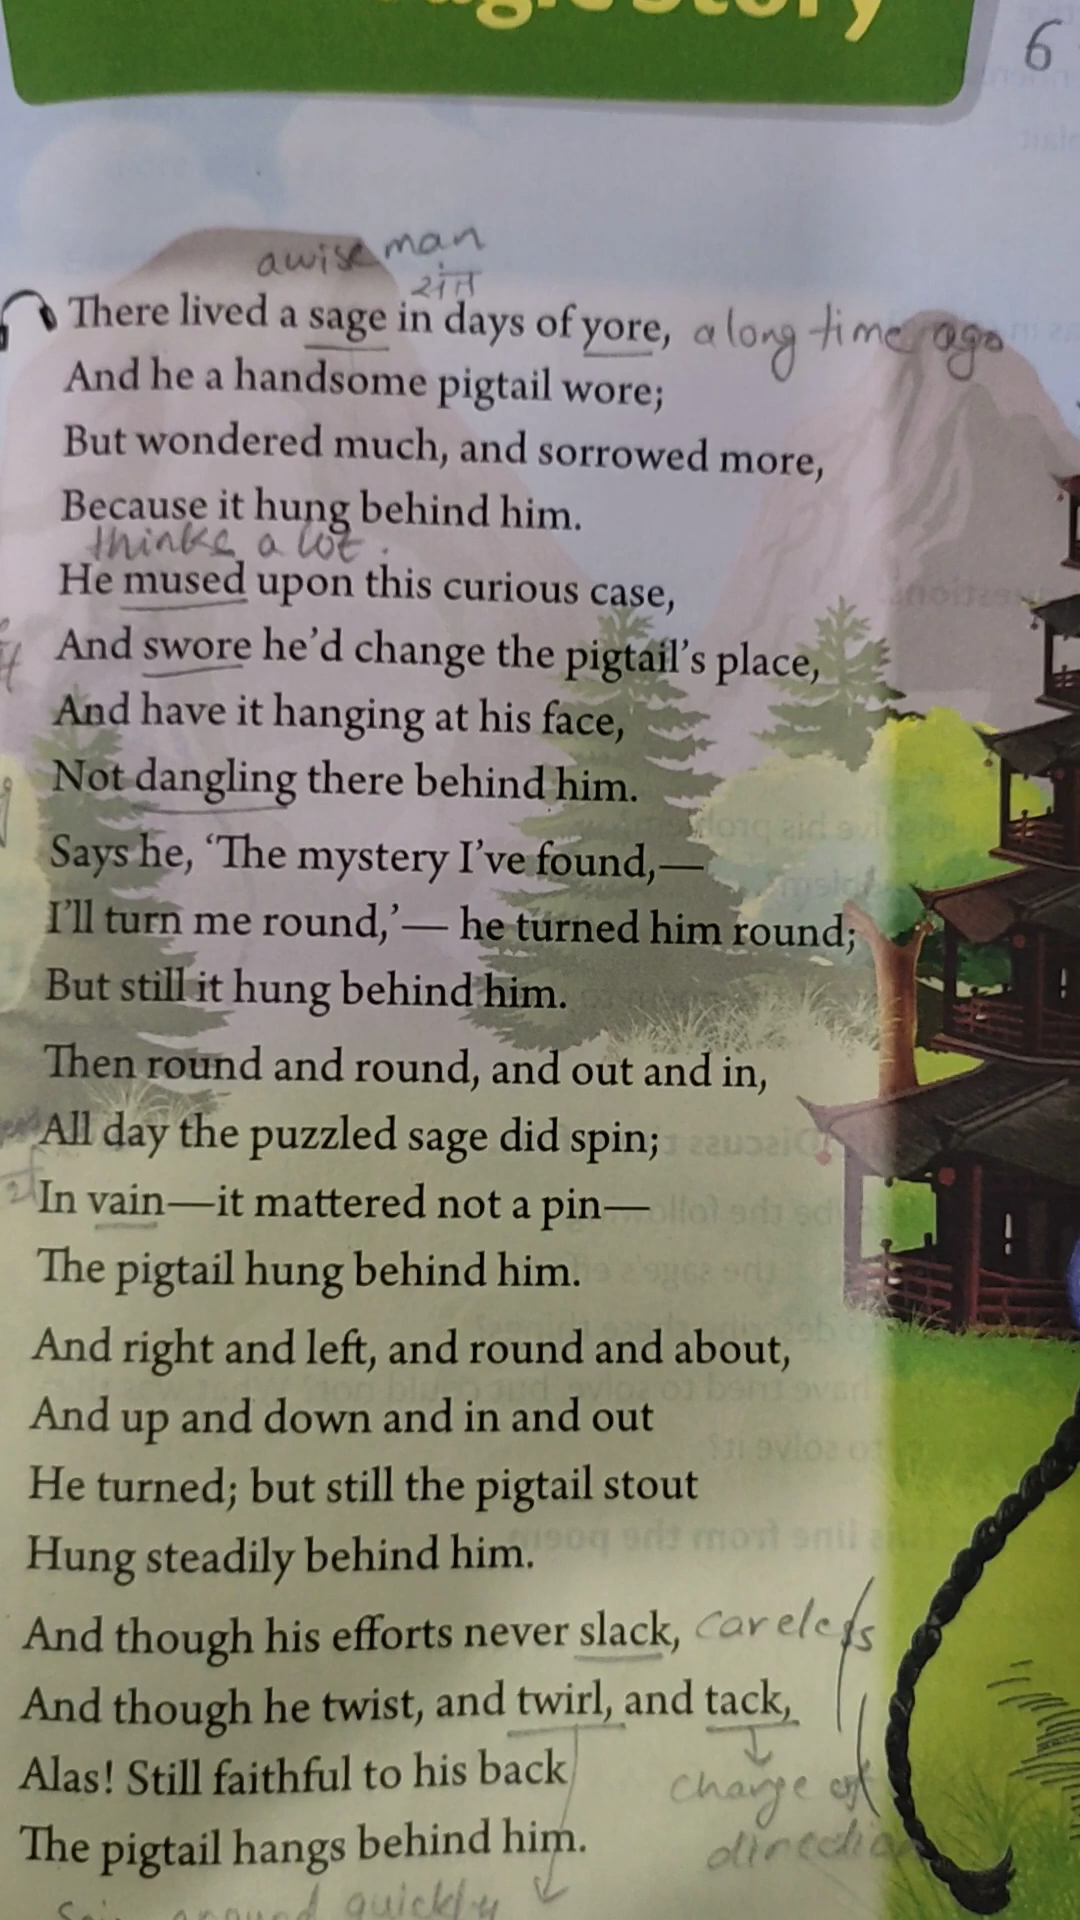 Story
6
a wise man
संत
There lived a sage in days of yore, a long time ago
And he a handsome pigtail wore;
But wondered much, and sorrowed more,
Because it hung behind him.
thinks a lot.
He mused upon this curious case,
And swore he'd change the pigtail's place,
And have it hanging at his face,
Not dangling there behind him.
Says he, ‘The mystery I've found,—
I'll turn me round,’— he turned him round;
But still it hung behind him.
Then round and round, and out and in,
All day the puzzled sage did spin;
In vain—it mattered not a pin—
The pigtail hung behind him.
And right and left, and round and about,
And up and down and in and out
He turned; but still the pigtail stout
Hung steadily behind him.
And though his efforts never slack, careless
And though he twist, and twirl, and tack,
Alas! Still faithful to his back
change of
The pigtail hangs behind him.
direction
Spin around quickly